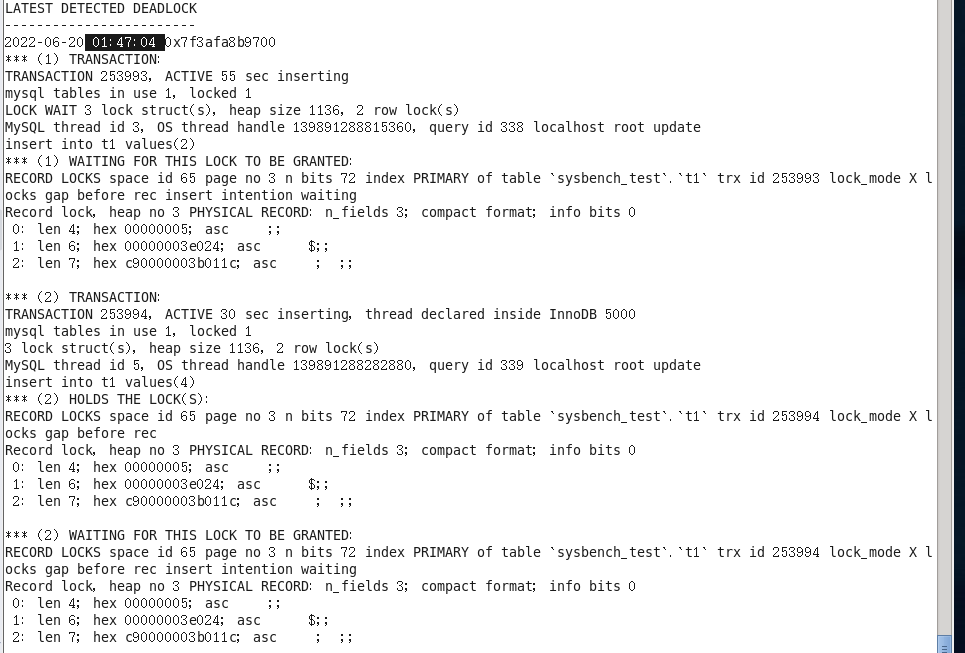 LATEST DETECTED DEADLOCK
------------------------
2022-06-20 01:47:04 0x7f3afa8b9700
*** (1) TRANSACTION:
TRANSACTION 253993, ACTIVE 55 sec inserting
mysql tables in use 1, locked 1
LOCK WAIT 3 lock struct(s), heap size 1136, 2 row lock(s)
MySQL thread id 3, OS thread handle 139891288815360, query id 338 localhost root update
insert into t1 values(2)
*** (1) WAITING FOR THIS LOCK TO BE GRANTED:
RECORD LOCKS space id 65 page no 3 n bits 72 index PRIMARY of table `sysbench_test`.`t1` trx id 253993 lock_mode X l
ocks gap before rec insert intention waiting
Record lock, heap no 3 PHYSICAL RECORD: n_fields 3; compact format; info bits 0
 0: len 4; hex 00000005; asc     ;;
 1: len 6; hex 00000003e024; asc      $;;
 2: len 7; hex c90000003b011c; asc     ;  ;;

*** (2) TRANSACTION:
TRANSACTION 253994, ACTIVE 30 sec inserting, thread declared inside InnoDB 5000
mysql tables in use 1, locked 1
3 lock struct(s), heap size 1136, 2 row lock(s)
MySQL thread id 5, OS thread handle 139891288282880, query id 339 localhost root update
insert into t1 values(4)
*** (2) HOLDS THE LOCK(S):
RECORD LOCKS space id 65 page no 3 n bits 72 index PRIMARY of table `sysbench_test`.`t1` trx id 253994 lock_mode X l
ocks gap before rec
Record lock, heap no 3 PHYSICAL RECORD: n_fields 3; compact format; info bits 0
 0: len 4; hex 00000005; asc     ;;
 1: len 6; hex 00000003e024; asc      $;;
 2: len 7; hex c90000003b011c; asc     ;  ;;

*** (2) WAITING FOR THIS LOCK TO BE GRANTED:
RECORD LOCKS space id 65 page no 3 n bits 72 index PRIMARY of table `sysbench_test`.`t1` trx id 253994 lock_mode X l
ocks gap before rec insert intention waiting
Record lock, heap no 3 PHYSICAL RECORD: n_fields 3; compact format; info bits 0
 0: len 4; hex 00000005; asc     ;;
 1: len 6; hex 00000003e024; asc      $;;
 2: len 7; hex c90000003b011c; asc     ;  ;;